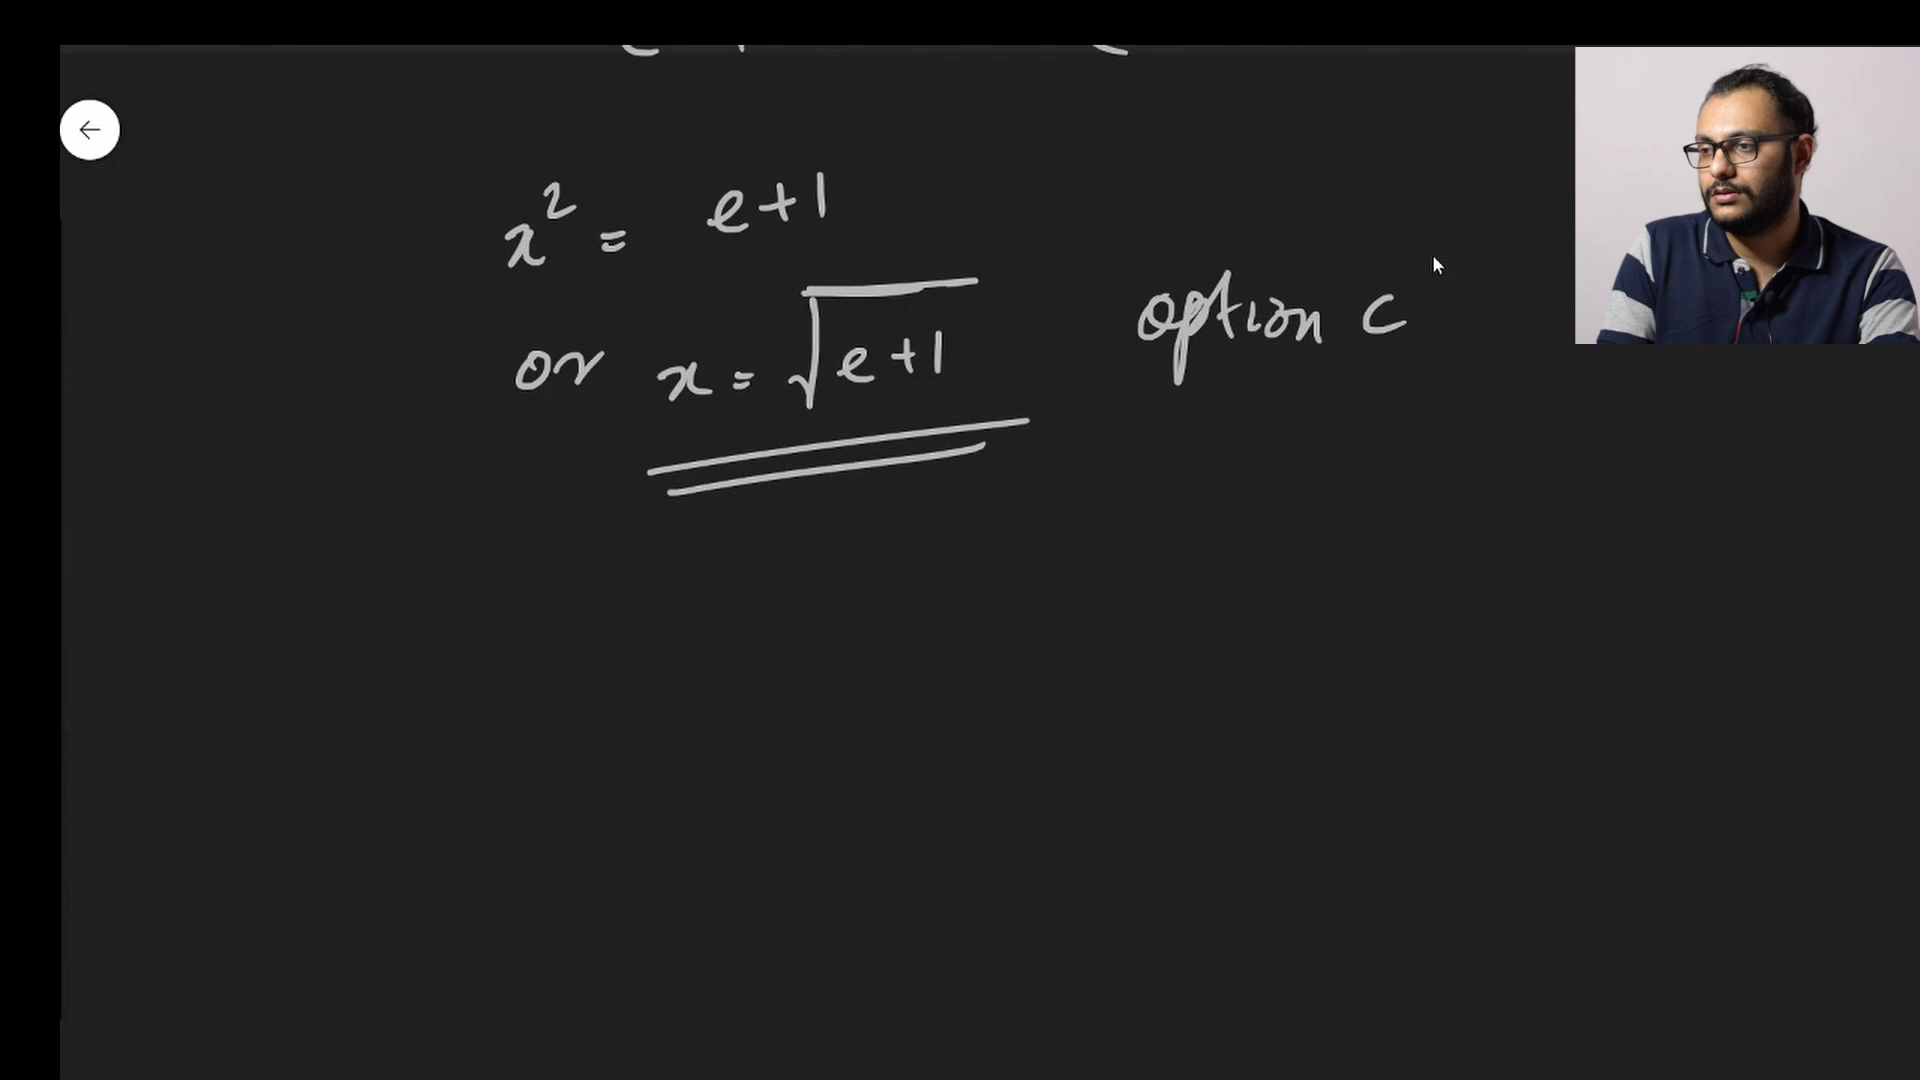 x² = e+1
or x = √(e+1) option c